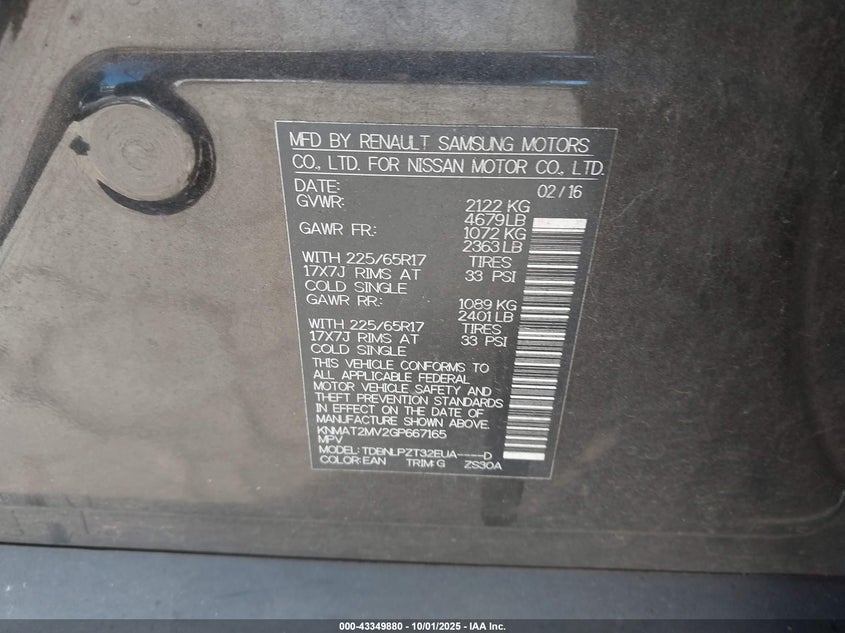 MFD BY RENAULT SAMSUNG MOTORS
CO., LTD. FOR NISSAN MOTOR CO., LTD.
DATE: 02/16
GVWR: 2122 KG
4679LB
GAWR FR: 1072 KG
2363LB
WITH 225/65R17 TIRES
17X7J RIMS AT 33 PSI
COLD SINGLE
GAWR RR: 1089 KG
2401LB
WITH 225/65R17 TIRES
17X7J RIMS AT 33 PSI
COLD SINGLE
THIS VEHICLE CONFORMS TO
ALL APPLICABLE FEDERAL
MOTOR VEHICLE SAFETY AND
THEFT PREVENTION STANDARDS
IN EFFECT ON THE DATE OF
MANUFACTURE SHOWN ABOVE.
KNMAT2MV2GP667165
MPV
MODEL: TDBNLPZT32EUA-----D
COLOR:EAN TRIM:G ZS30A
000-43349880 - 10/01/2025 - IAA Inc.